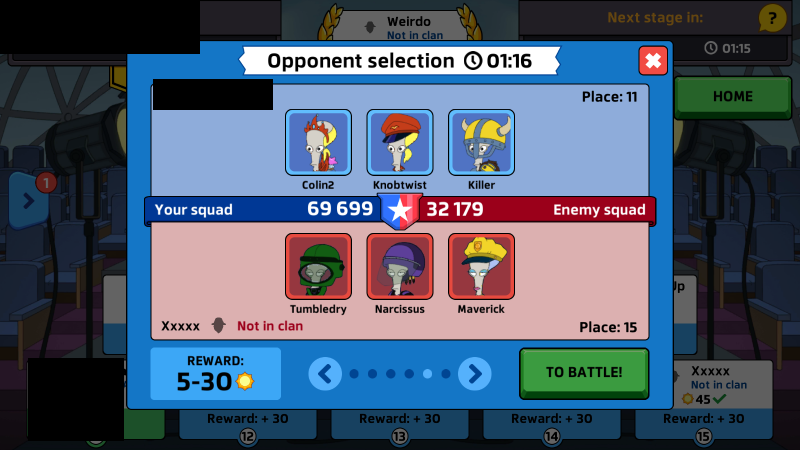 Weirdo
Not in clan
Next stage in:
?
01:15
Opponent selection 01:16
HOME
Place: 11
Colin2 Knobtwist Killer
1
Your squad 69 699 32 179 Enemy squad
Tumbledry Narcissus Maverick
Xxxxx Not in clan
Place: 15
REWARD:
5-30
TO BATTLE!
Xxxxx
Not in clan
45
Reward: + 30 Reward: + 30 Reward: + 30 Reward: + 30
12 13 14 15